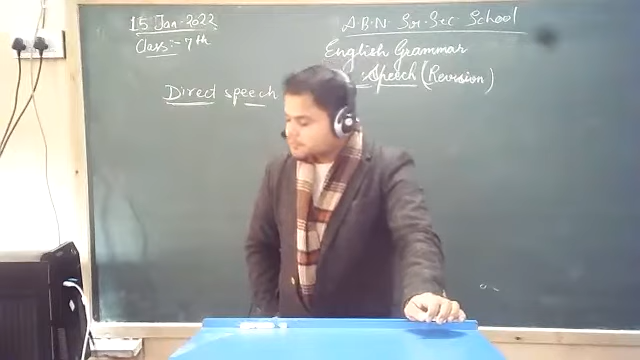 15 Jan. 2022
Class:- 7th
A.B.N Sr. Sec School
English Grammar
:- Speech (Revision)
Direct speech